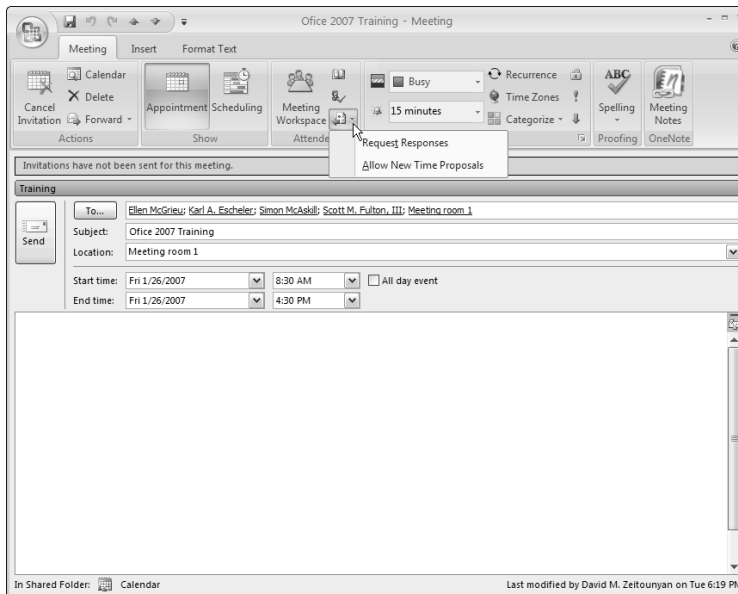 Ofice 2007 Training - Meeting
Meeting Insert Format Text
Calendar
Delete
Forward
Cancel
Invitation
Actions
Appointment Scheduling
Show
Meeting
Workspace
Attende
Busy
15 minutes
Recurrence
Time Zones
Categorize
ABC
Spelling
Proofing
Meeting
Notes
OneNote
Request Responses
Allow New Time Proposals
Invitations have not been sent for this meeting.
Training
Send
To... Ellen McGrieu; Karl A. Escheler; Simon McAskill; Scott M. Fulton, III; Meeting room 1
Subject: Ofice 2007 Training
Location: Meeting room 1
Start time: Fri 1/26/2007 8:30 AM All day event
End time: Fri 1/26/2007 4:30 PM
In Shared Folder: Calendar Last modified by David M. Zeitounyan on Tue 6:19 PM